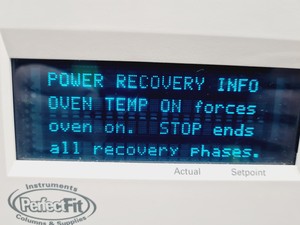 POWER RECOVERY INFO
OVEN TEMP ON forces
oven on. STOP ends
all recovery phases.
Actual Setpoint
Instruments
PerfectFit
Columns & Supplies